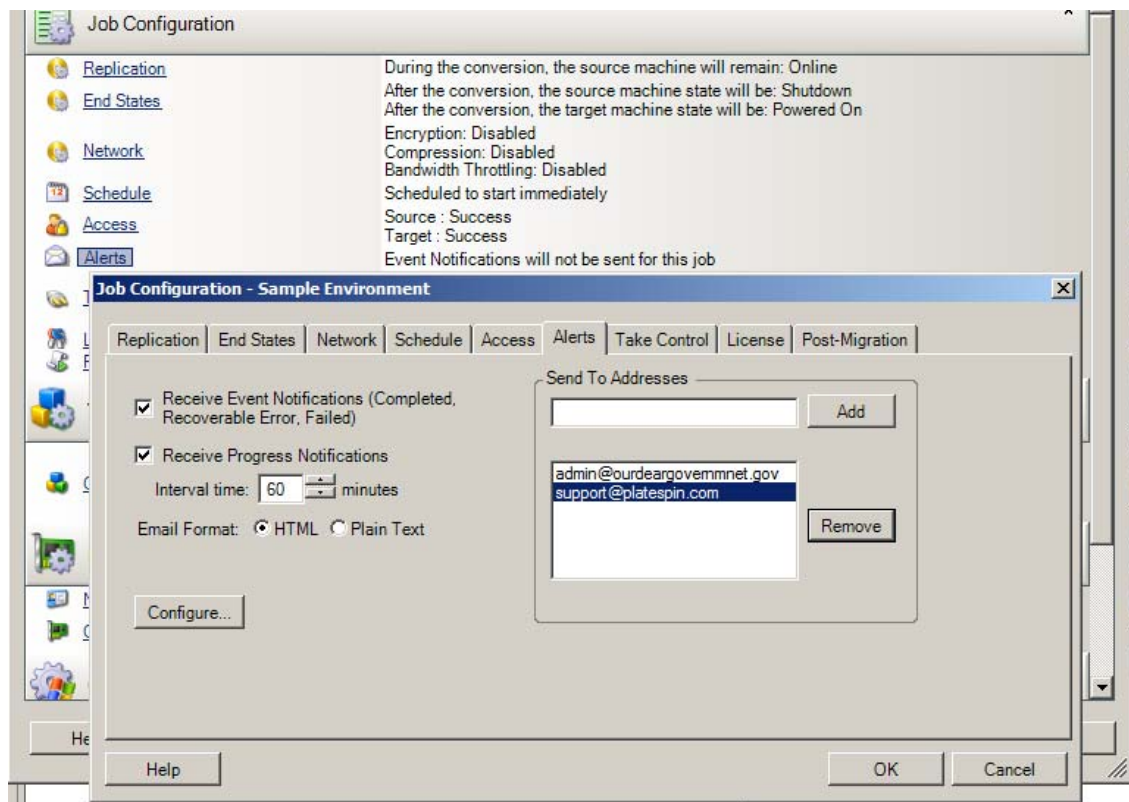 Job Configuration
Replication During the conversion, the source machine will remain: Online
End States After the conversion, the source machine state will be: Shutdown
After the conversion, the target machine state will be: Powered On
Encryption: Disabled
Network Compression: Disabled
Bandwidth Throttling: Disabled
Schedule Scheduled to start immediately
Access Source : Success
Target : Success
Alerts Event Notifications will not be sent for this job
Job Configuration - Sample Environment
Replication End States Network Schedule Access Alerts Take Control License Post-Migration
Receive Event Notifications (Completed,
Recoverable Error, Failed)
Receive Progress Notifications
Interval time: 60 minutes
Email Format: HTML Plain Text
Configure...
Send To Addresses
Add
admin@ourdeargovernmnet.gov
support@platespin.com
Remove
He
Help OK Cancel